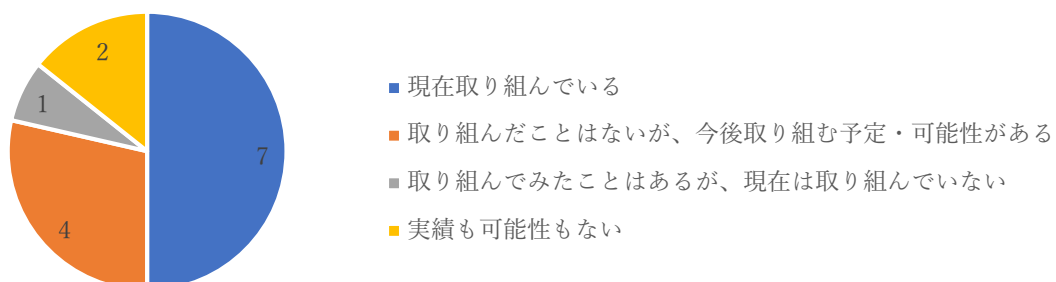 2
1
7
4
現在取り組んでいる
取り組んだことはないが、今後取り組む予定・可能性がある
取り組んでみたことはあるが、現在は取り組んでいない
実績も可能性もない